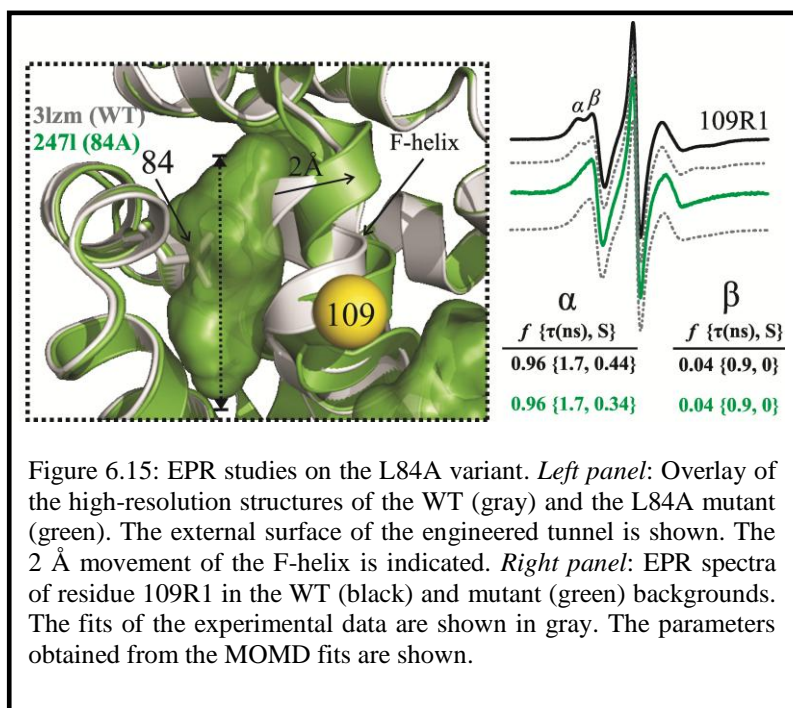 3lzm (WT)
247l (84A)
84
2Å
F-helix
109
α
β
109R1
α
β
f {τ(ns), S}
f {τ(ns), S}
0.96 {1.7, 0.44}
0.04 {0.9, 0}
0.96 {1.7, 0.34}
0.04 {0.9, 0}
Figure 6.15: EPR studies on the L84A variant. Left panel: Overlay of
the high-resolution structures of the WT (gray) and the L84A mutant
(green). The external surface of the engineered tunnel is shown. The
2 Å movement of the F-helix is indicated. Right panel: EPR spectra
of residue 109R1 in the WT (black) and mutant (green) backgrounds.
The fits of the experimental data are shown in gray. The parameters
obtained from the MOMD fits are shown.